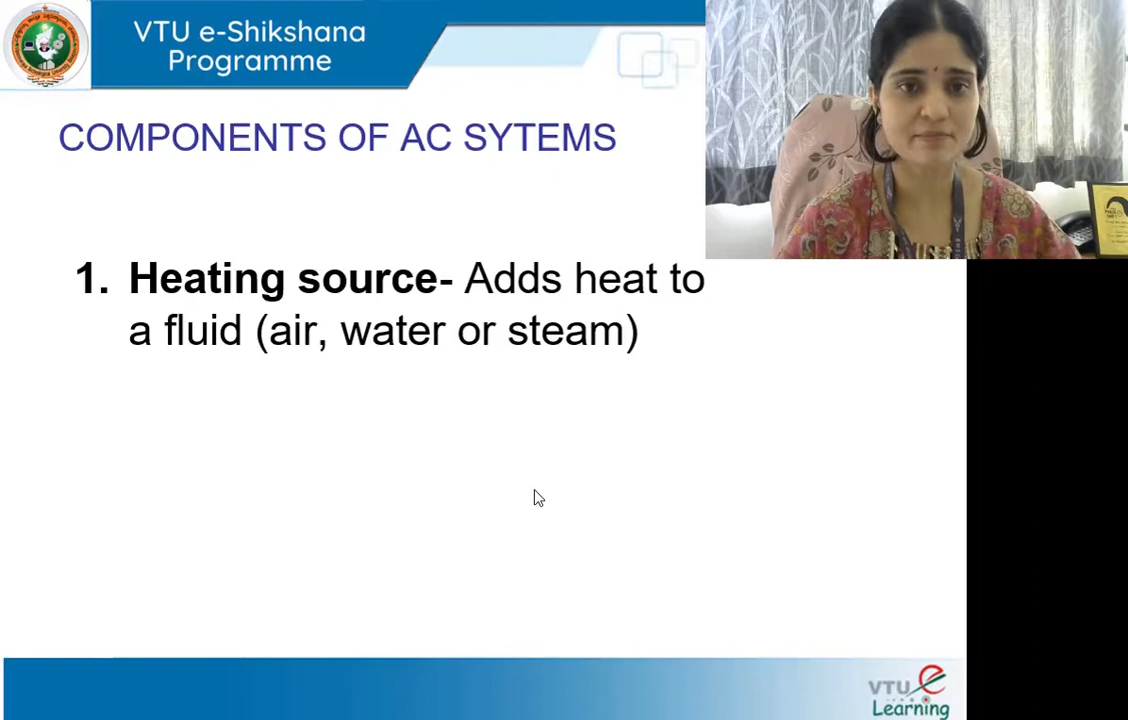 VTU e-Shikshana
Programme
COMPONENTS OF AC SYTEMS
1. Heating source- Adds heat to
a fluid (air, water or steam)
VTU e
Learning